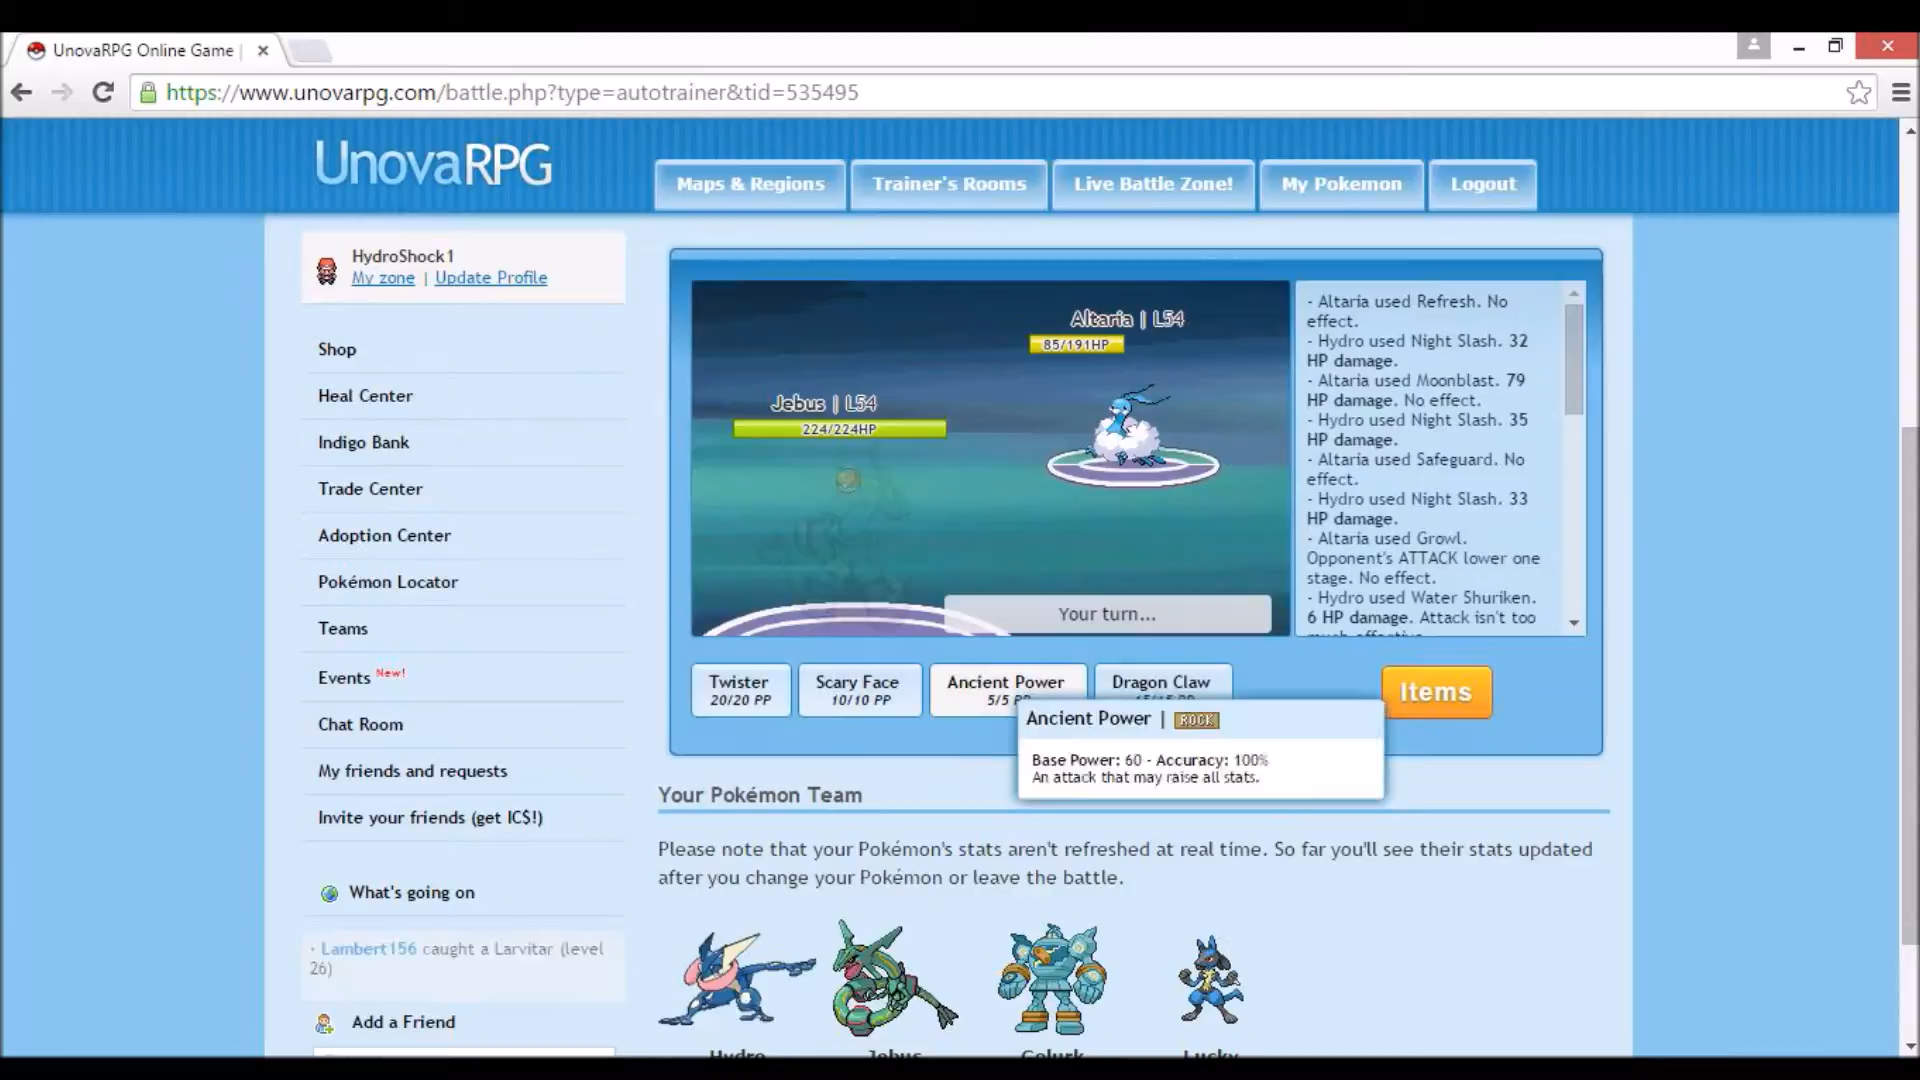 UnovaRPG Online Game |
https://www.unovarpg.com/battle.php?type=autotrainer&tid=535495
UnovaRPG
Maps & Regions
Trainer's Rooms
Live Battle Zone!
My Pokemon
Logout
HydroShock1
My zone | Update Profile
Shop
Heal Center
Indigo Bank
Trade Center
Adoption Center
Pokémon Locator
Teams
Events New!
Chat Room
My friends and requests
Invite your friends (get IC$!)
What's going on
· Lambert156 caught a Larvitar (level
26)
Add a Friend
Altaria | L54
85/191HP
Jebus | L54
224/224HP
Your turn...
- Altaria used Refresh. No
effect.
- Hydro used Night Slash. 32
HP damage.
- Altaria used Moonblast. 79
HP damage. No effect.
- Hydro used Night Slash. 35
HP damage.
- Altaria used Safeguard. No
effect.
- Hydro used Night Slash. 33
HP damage.
- Altaria used Growl.
Opponent's ATTACK lower one
stage. No effect.
- Hydro used Water Shuriken.
6 HP damage. Attack isn't too
Twister
20/20 PP
Scary Face
10/10 PP
Ancient Power
5/5 PP
Dragon Claw
Items
Ancient Power | ROCK
Base Power: 60 - Accuracy: 100%
An attack that may raise all stats.
Your Pokémon Team
Please note that your Pokémon's stats aren't refreshed at real time. So far you'll see their stats updated
after you change your Pokémon or leave the battle.
Hydro
Jebus
Golurk
Lucky